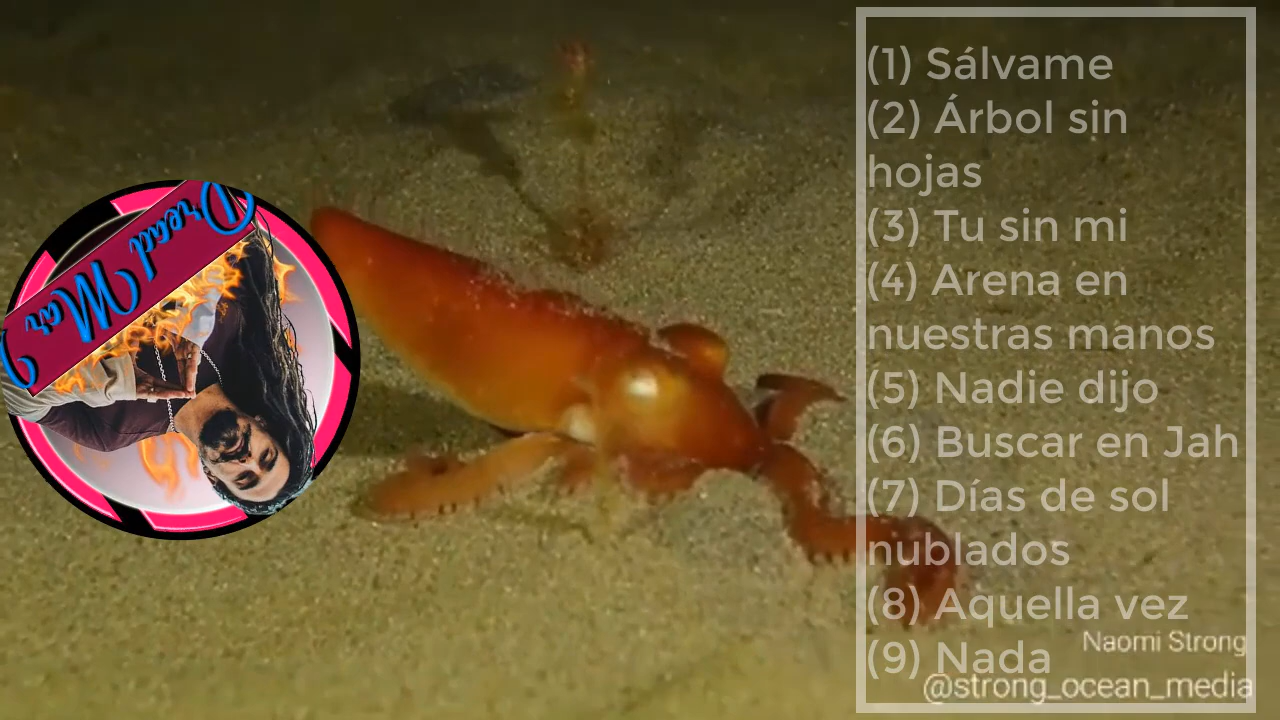 Dread Mar I
(1) Sálvame
(2) Árbol sin
hojas
(3) Tu sin mi
(4) Arena en
nuestras manos
(5) Nadie dijo
(6) Buscar en Jah
(7) Días de sol
nublados
(8) Aquella vez
(9) Nada
Naomi Strong
@strong_ocean_media